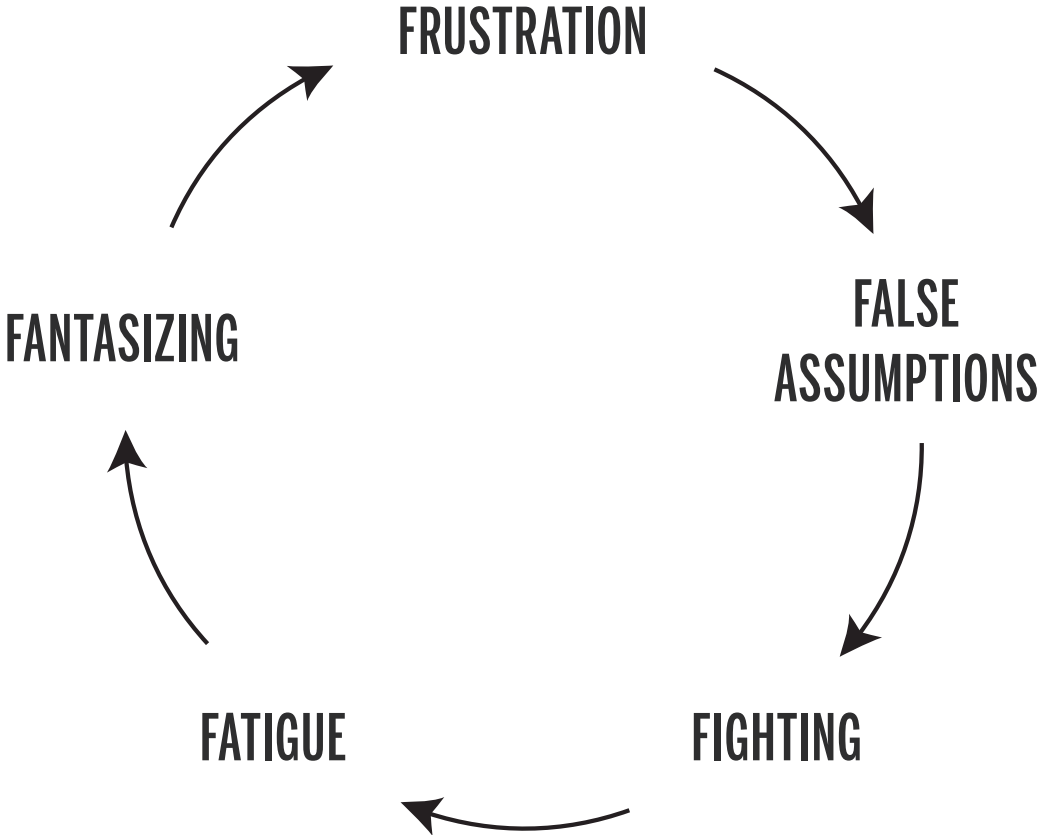 FRUSTRATION
FALSE
ASSUMPTIONS
FIGHTING
FATIGUE
FANTASIZING